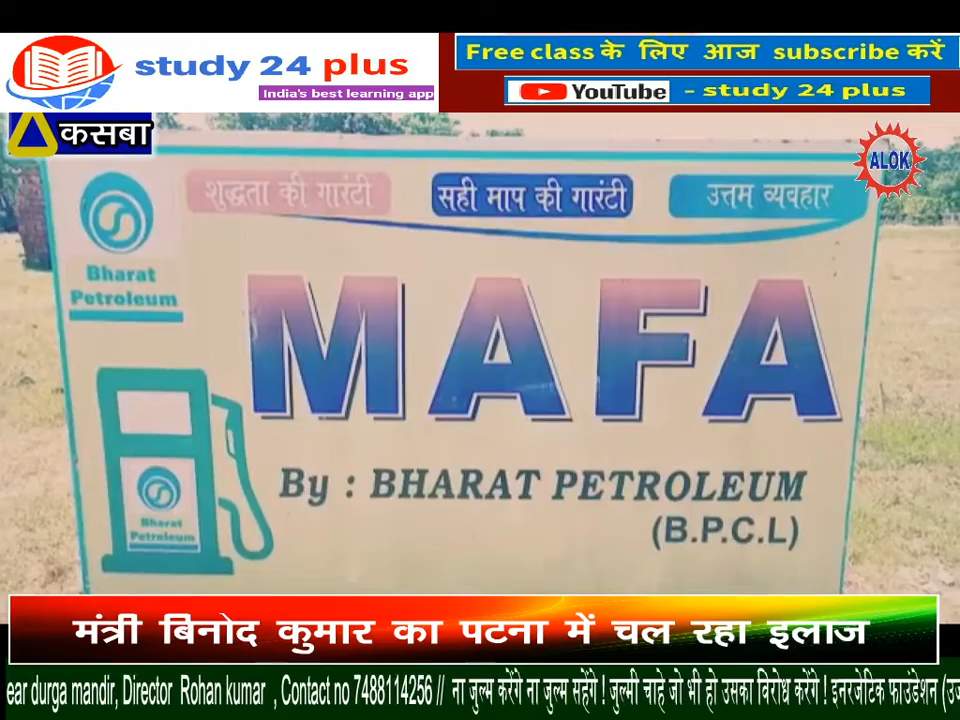 study 24 plus
India's best learning app
Free class के लिए आज subscribe करें
YouTube - study 24 plus
कसबा
ALOK
शुद्धता की गारंटी
सही माप की गारंटी
उत्तम व्यवहार
Bharat
Petroleum
MAFA
By : BHARAT PETROLEUM
(B.P.C.L)
Bharat
Petroleum
मंत्री बिनोद कुमार का पटना में चल रहा इलाज
ear durga mandir, Director Rohan kumar , Contact no 7488114256 // ना जुल्म करेंगे ना जुल्म सहेंगे ! जुल्मी चाहे जो भी हो उसका विरोध करेंगे ! इनरजेटिक फाउंडेशन (उज